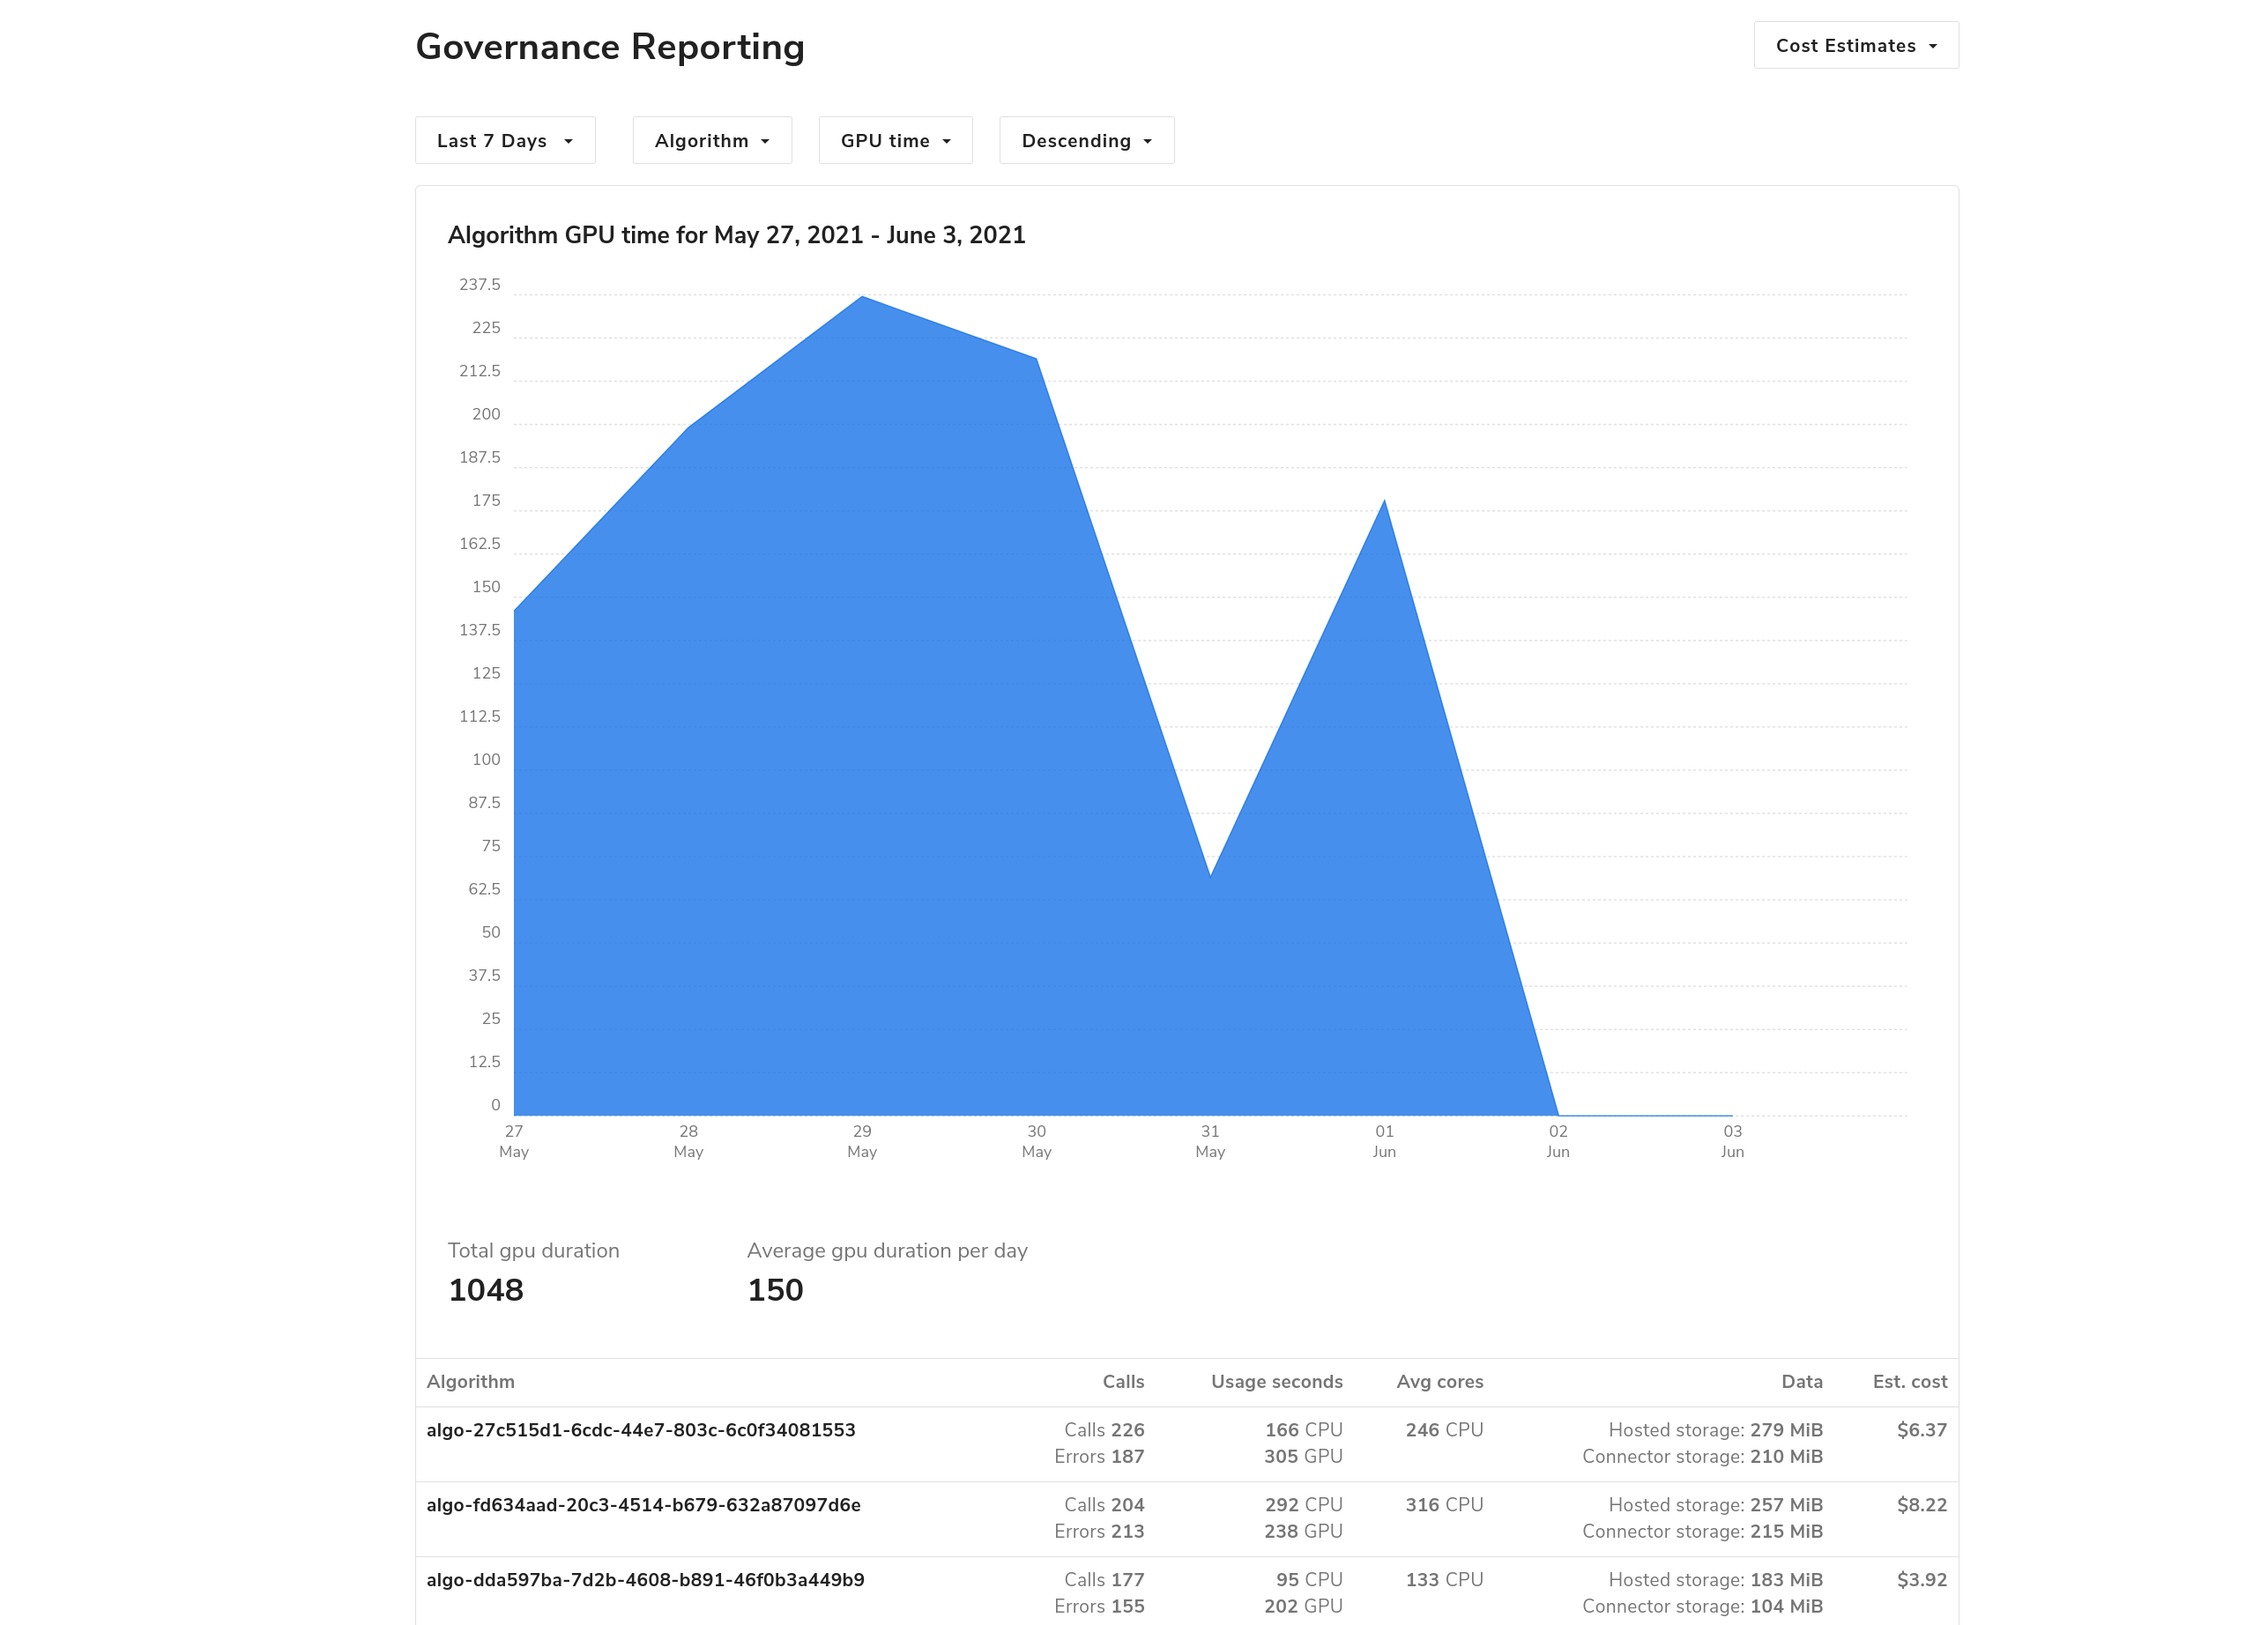 Governance Reporting
Cost Estimates
Last 7 Days
Algorithm
GPU time
Descending
Algorithm GPU time for May 27, 2021 - June 3, 2021
237.5
225
212.5
200
187.5
175
162.5
150
137.5
125
112.5
100
87.5
75
62.5
50
37.5
25
12.5
0
27 May
28 May
29 May
30 May
31 May
01 Jun
02 Jun
03 Jun
Total gpu duration
1048
Average gpu duration per day
150
Algorithm Calls Usage seconds Avg cores Data Est. cost
algo-27c515d1-6cdc-44e7-803c-6c0f34081553 Calls 226 166 CPU 246 CPU Hosted storage: 279 MiB $6.37
Errors 187 305 GPU Connector storage: 210 MiB
algo-fd634aad-20c3-4514-b679-632a87097d6e Calls 204 292 CPU 316 CPU Hosted storage: 257 MiB $8.22
Errors 213 238 GPU Connector storage: 215 MiB
algo-dda597ba-7d2b-4608-b891-46f0b3a449b9 Calls 177 95 CPU 133 CPU Hosted storage: 183 MiB $3.92
Errors 155 202 GPU Connector storage: 104 MiB